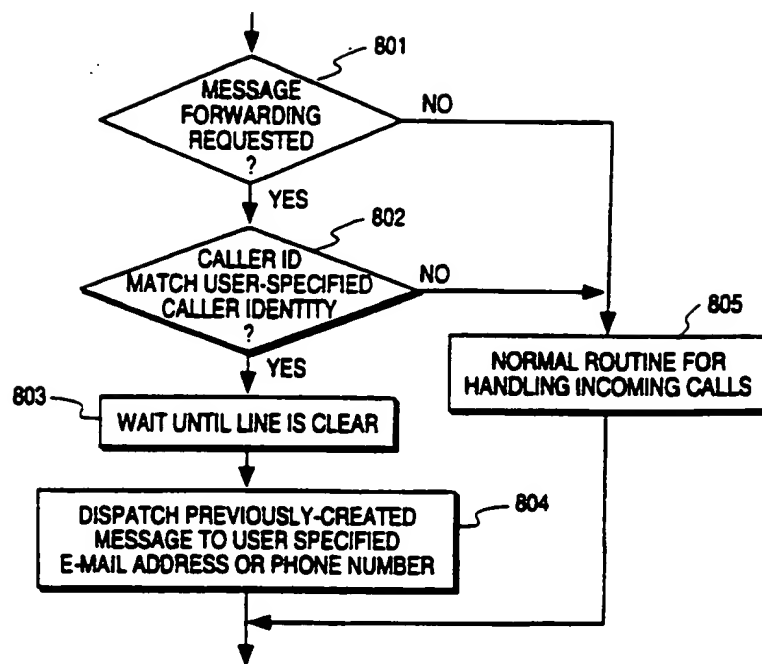 801
MESSAGE
FORWARDING
REQUESTED
?
NO
YES
802
CALLER ID
MATCH USER-SPECIFIED
CALLER IDENTITY
?
NO
YES
805
NORMAL ROUTINE FOR
HANDLING INCOMING CALLS
803
WAIT UNTIL LINE IS CLEAR
804
DISPATCH PREVIOUSLY-CREATED
MESSAGE TO USER SPECIFIED
E-MAIL ADDRESS OR PHONE NUMBER